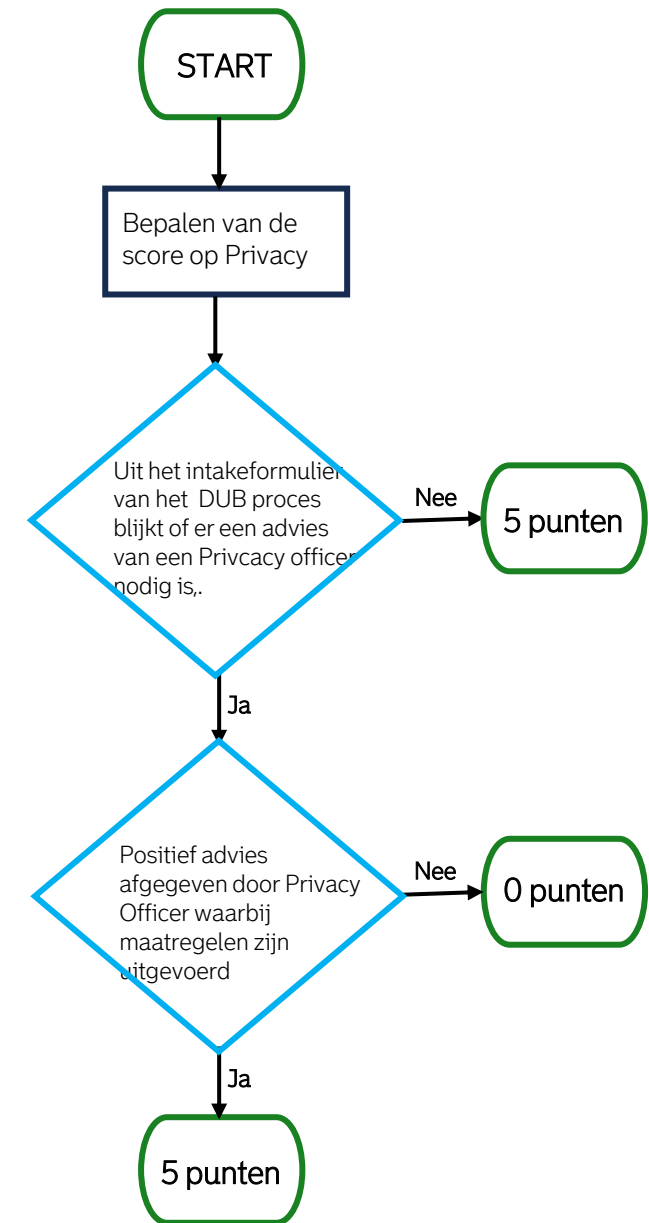 START
Bepalen van de
score op Privacy
Uit het intakeformulier
van het DUB proces
blijkt of er een advies
van een Privcacy officer
nodig is,.
Nee
5 punten
Ja
Positief advies
afgegeven door Privacy
Officer waarbij
maatregelen zijn
uitgevoerd
Nee
0 punten
Ja
5 punten